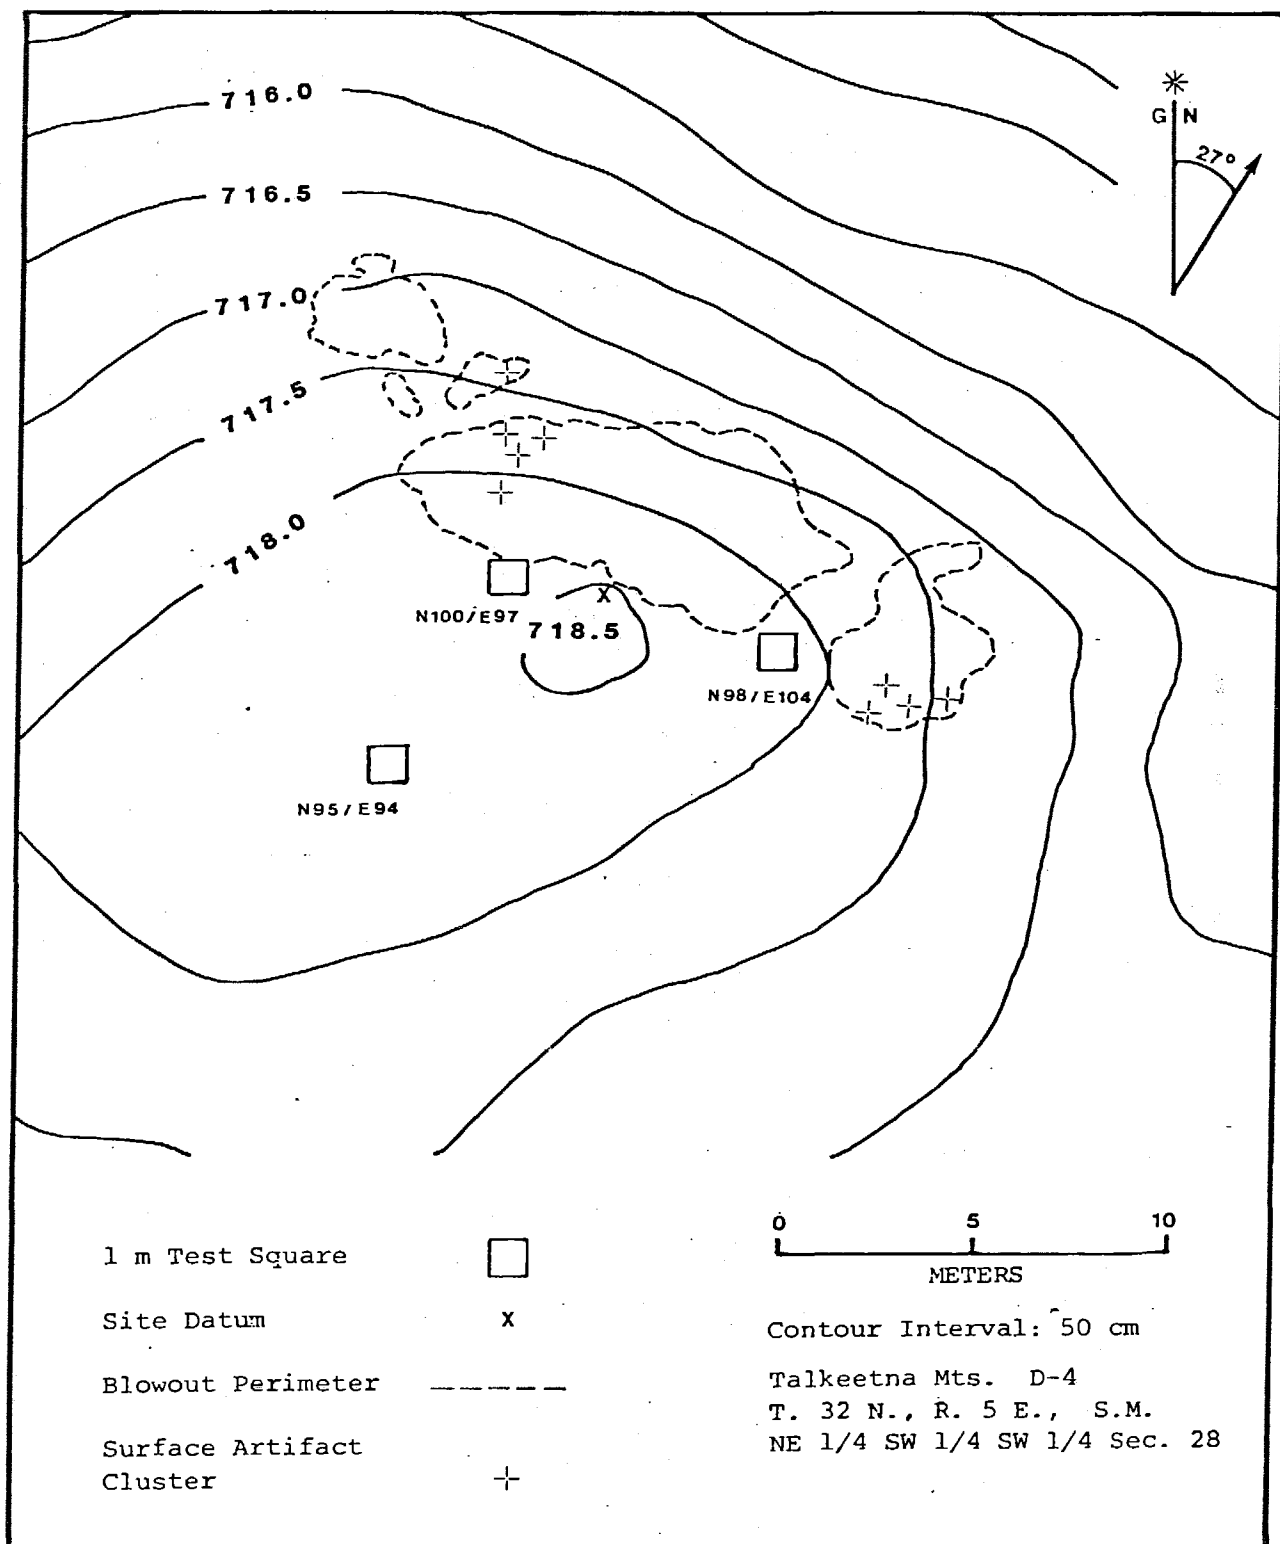 716.0
G N
27°
716.5
717.0
717.5
718.0
N100/E97
718.5
N98/E104
N95/E94
0 5 10
METERS
1 m Test Square
Site Datum X
Blowout Perimeter
Surface Artifact
Cluster
Contour Interval: 50 cm
Talkeetna Mts. D-4
T. 32 N., R. 5 E., S.M.
NE 1/4 SW 1/4 SW 1/4 Sec. 28